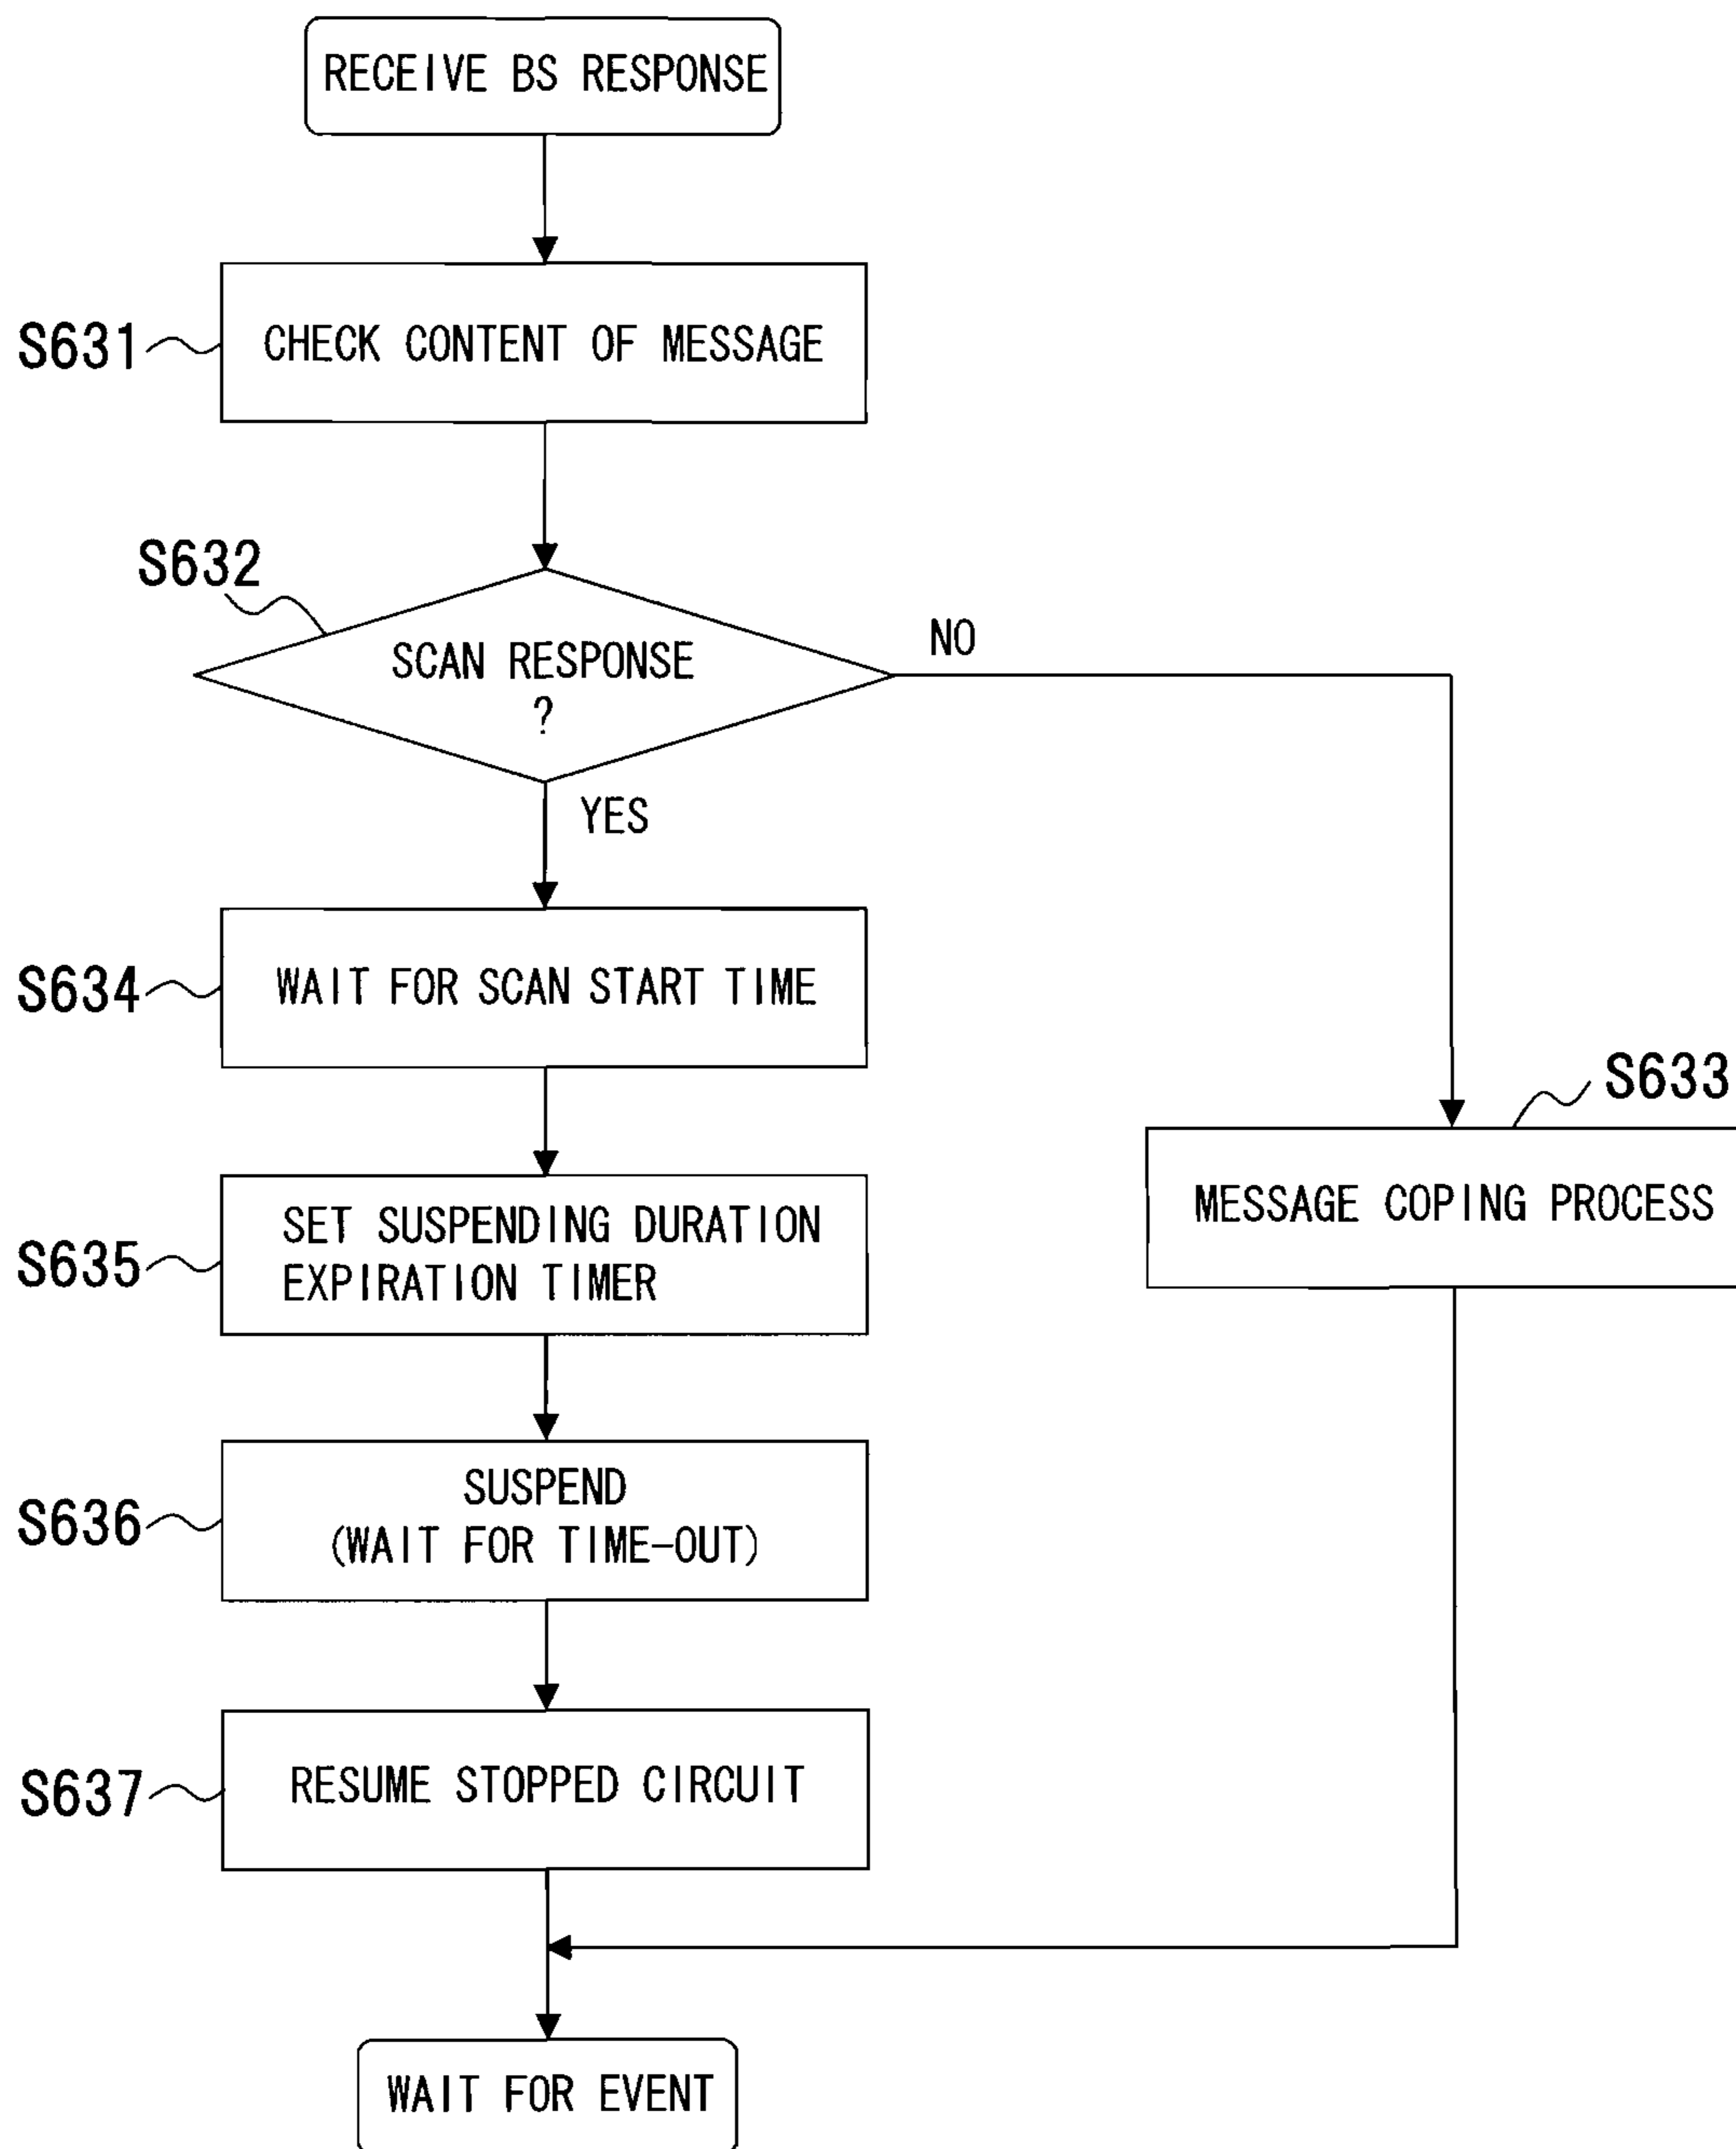 RECEIVE BS RESPONSE
S631
CHECK CONTENT OF MESSAGE
S632
SCAN RESPONSE
?
NO
YES
S634
WAIT FOR SCAN START TIME
S633
MESSAGE COPING PROCESS
S635
SET SUSPENDING DURATION
EXPIRATION TIMER
S636
SUSPEND
(WAIT FOR TIME-OUT)
S637
RESUME STOPPED CIRCUIT
WAIT FOR EVENT